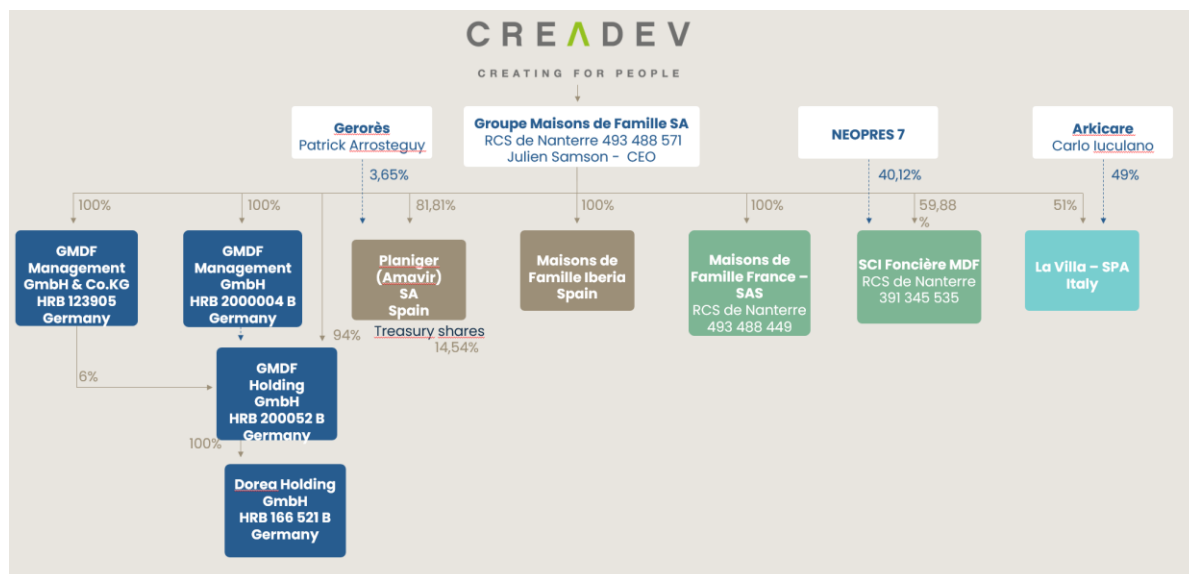 CREADEV
CREATING FOR PEOPLE
Gerorès
Patrick Arrosteguy
Groupe Maisons de Famille SA
RCS de Nanterre 493 488 571
Julien Samson - CEO
NEOPRES 7
Arkicare
Carlo Iuculano
3,65%
40,12%
49%
100%
100%
81,81%
100%
100%
59,88
%
51%
GMDF
Management
GmbH & Co.KG
HRB 123905
Germany
GMDF
Management
GmbH
HRB 2000004 B
Germany
Planiger
(Amavir)
SA
Spain
Maisons de
Famille Iberia
Spain
Maisons de
Famille France –
SAS
RCS de Nanterre
493 488 449
SCI Foncière MDF
RCS de Nanterre
391 345 535
La Villa – SPA
Italy
Treasury shares
14,54%
94%
6%
GMDF
Holding
GmbH
HRB 200052 B
Germany
100%
Dorea Holding
GmbH
HRB 166 521 B
Germany